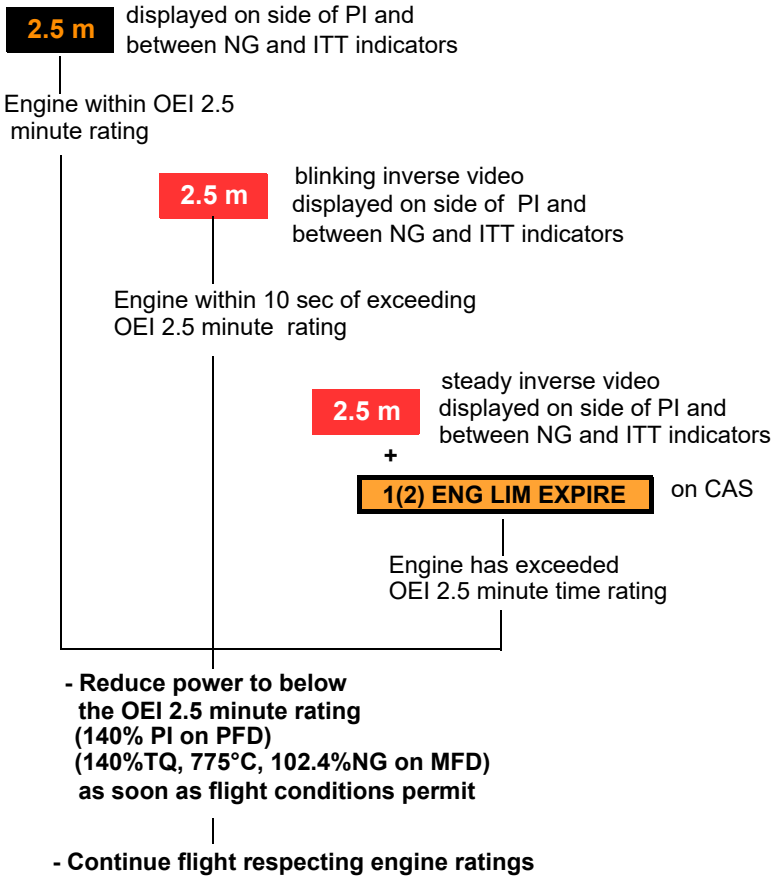 2.5 m
displayed on side of PI and
between NG and ITT indicators
Engine within OEI 2.5
minute rating
2.5 m
blinking inverse video
displayed on side of PI and
between NG and ITT indicators
Engine within 10 sec of exceeding
OEI 2.5 minute rating
2.5 m
steady inverse video
displayed on side of PI and
between NG and ITT indicators
+
1(2) ENG LIM EXPIRE
on CAS
Engine has exceeded
OEI 2.5 minute time rating
- Reduce power to below
the OEI 2.5 minute rating
(140% PI on PFD)
(140%TQ, 775°C, 102.4%NG on MFD)
as soon as flight conditions permit
- Continue flight respecting engine ratings